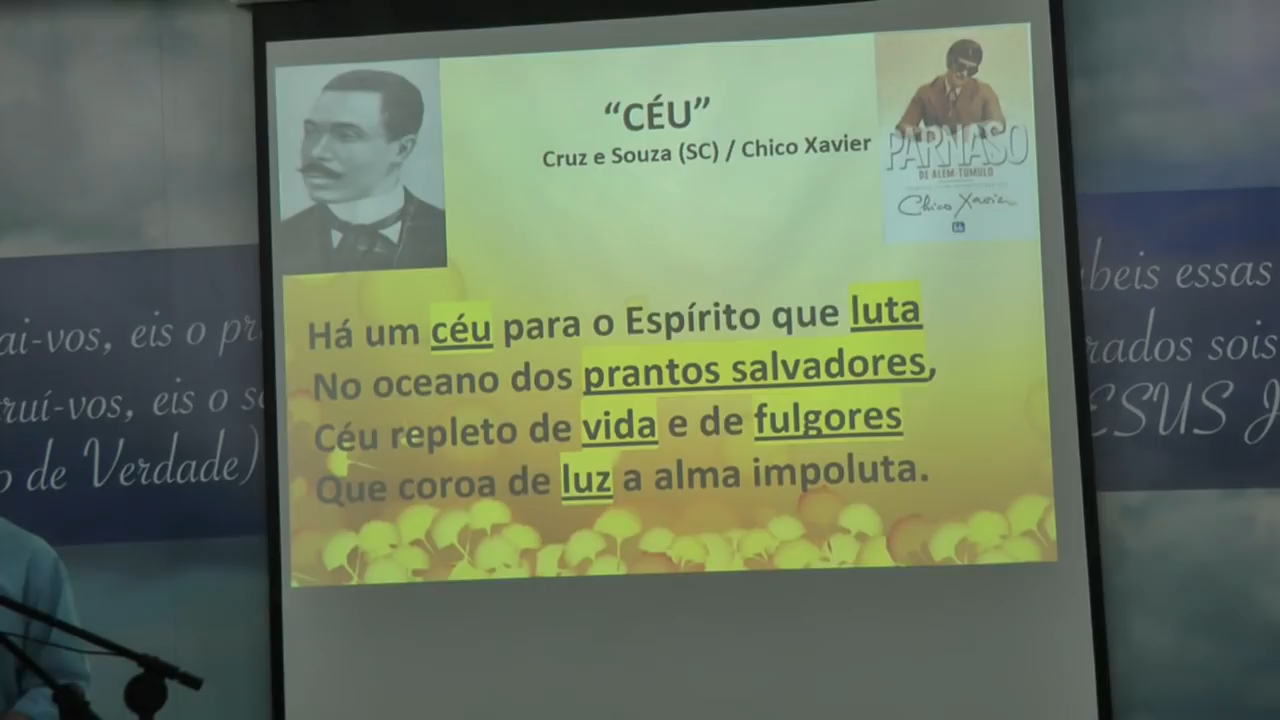 “CÉU”
Cruz e Souza (SC) / Chico Xavier
PARNASO
DE ALÉM-TÚMULO
Chico Xavier
Há um céu para o Espírito que luta
No oceano dos prantos salvadores,
Céu repleto de vida e de fulgores
Que coroa de luz a alma impoluta.
ai-vos, eis o pr
ruí-vos, eis o s
o de Verdade)
beis essas
rados sois
ESUS J